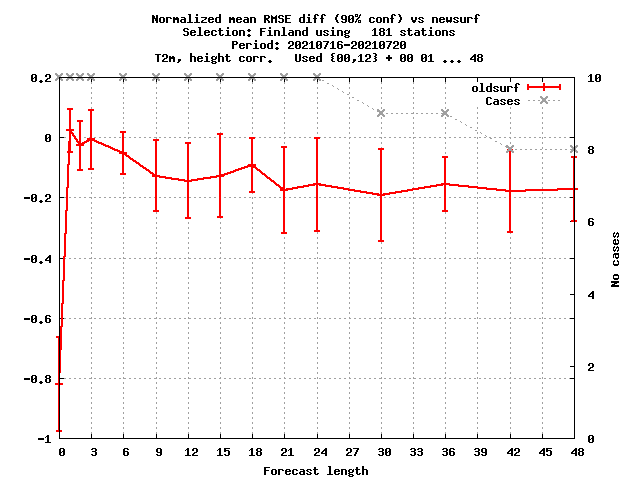 Normalized mean RMSE diff (90% conf) vs newsurf
Selection: Finland using   181 stations
Period: 20210716-20210720
T2m, height corr.   Used {00,12} + 00 01 ... 48
oldsurf
Cases
0.2
0
-0.2
-0.4
-0.6
-0.8
-1
10
8
6
4
2
0
No cases
0 3 6 9 12 15 18 21 24 27 30 33 36 39 42 45 48
Forecast length